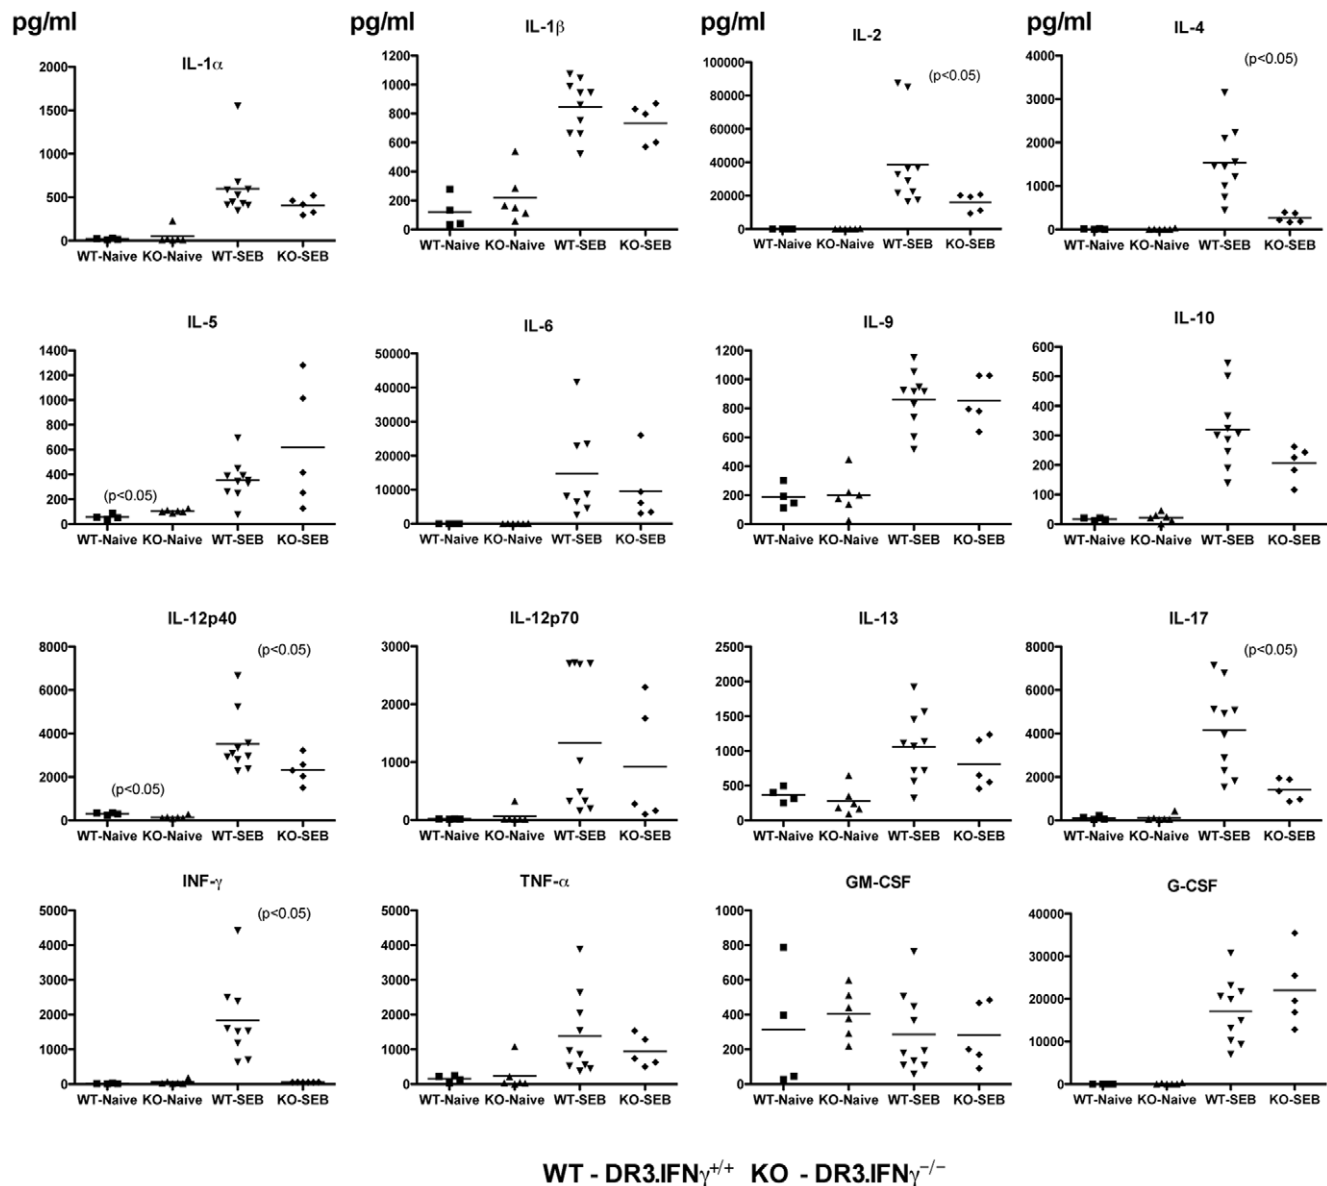 pg/ml pg/ml pg/ml pg/ml
IL-1α IL-1β IL-2 IL-4
(p<0.05) (p<0.05)
2000 1200 100000 4000
1500 1000 80000 3000
1000 800 60000 2000
500 600 40000 1000
0 400 20000 0
200 0
0
WT-Naive KO-Naive WT-SEB KO-SEB WT-Naive KO-Naive WT-SEB KO-SEB WT-Naive KO-Naive WT-SEB KO-SEB WT-Naive KO-Naive WT-SEB KO-SEB
IL-5 IL-6 IL-9 IL-10
1400 50000 1200 600
1200 40000 1000 500
1000 30000 800 400
800 20000 600 300
600 10000 400 200
400 0 200 100
200 0 0
0
(p<0.05)
WT-Naive KO-Naive WT-SEB KO-SEB WT-Naive KO-Naive WT-SEB KO-SEB WT-Naive KO-Naive WT-SEB KO-SEB WT-Naive KO-Naive WT-SEB KO-SEB
IL-12p40 IL-12p70 IL-13 IL-17
(p<0.05) (p<0.05)
8000 3000 2500 8000
6000 2000 2000 6000
4000 1000 1500 4000
2000 0 1000 2000
0 500 0
0
(p<0.05)
WT-Naive KO-Naive WT-SEB KO-SEB WT-Naive KO-Naive WT-SEB KO-SEB WT-Naive KO-Naive WT-SEB KO-SEB WT-Naive KO-Naive WT-SEB KO-SEB
INF-γ TNF-α GM-CSF G-CSF
(p<0.05)
5000 5000 1000 40000
4000 4000 800 30000
3000 3000 600 20000
2000 2000 400 10000
1000 1000 200 0
0 0 0
WT-Naive KO-Naive WT-SEB KO-SEB WT-Naive KO-Naive WT-SEB KO-SEB WT-Naive KO-Naive WT-SEB KO-SEB WT-Naive KO-Naive WT-SEB KO-SEB
WT - DR3.IFNγ+/+ KO - DR3.IFNγ−/−